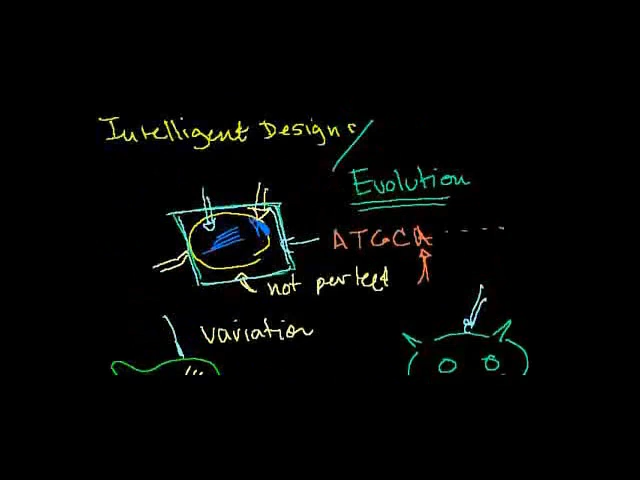 Intelligent Design
Evolution
ATGCA
not perfect
variation